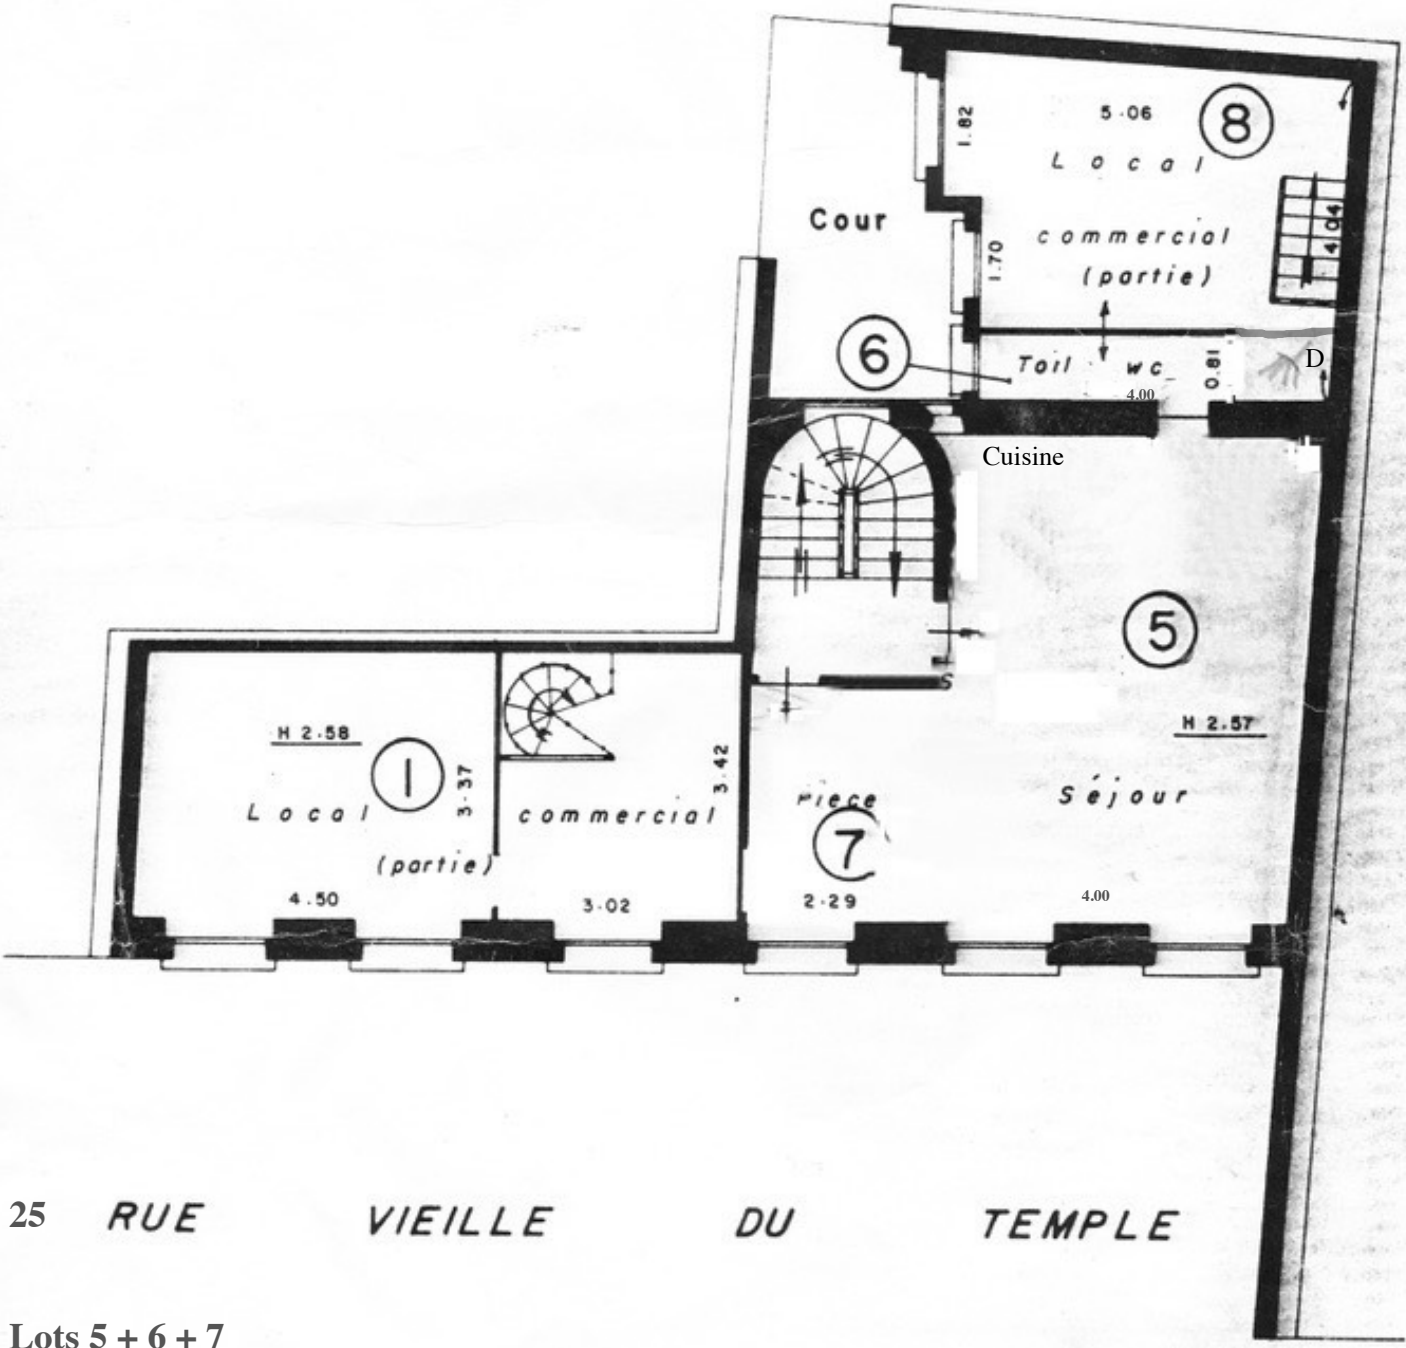 5.06
8
1.82
Local
4.04
Cour
commercial
1.70
(partie)
6
Toil wc
0.81
D
4.00
Cuisine
5
S
H 2.58
H 2.57
1
3.37
3.42
Local
commercial
Piece
Séjour
7
(partie)
4.50
3.02
2.29
4.00
25 RUE VIEILLE DU TEMPLE
Lots 5 + 6 + 7